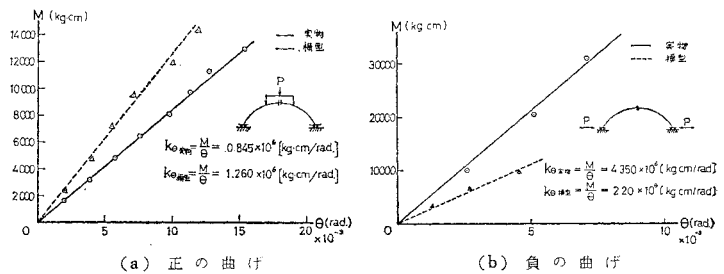 M (kg·cm)
14000
12000
10000
8000
6000
4000
2000
0
5
10
15
20
θ(rad.)
×10⁻³
実物
模型
P
kθ実物=M/θ=.0.845×10⁶[kg·cm/rad.]
kθ模型=M/θ=1.260×10⁶[kg·cm/rad.]
(a) 正の曲げ
M (kg·cm)
30000
20000
10000
0
5
10
θ(rad.)
×10⁻³
実物
模型
P
P
kθ実物=M/θ=4.350×10⁶(kg·cm/rad)
kθ模型=M/θ=2.20×10⁶(kg·cm/rad)
(b) 負の曲げ